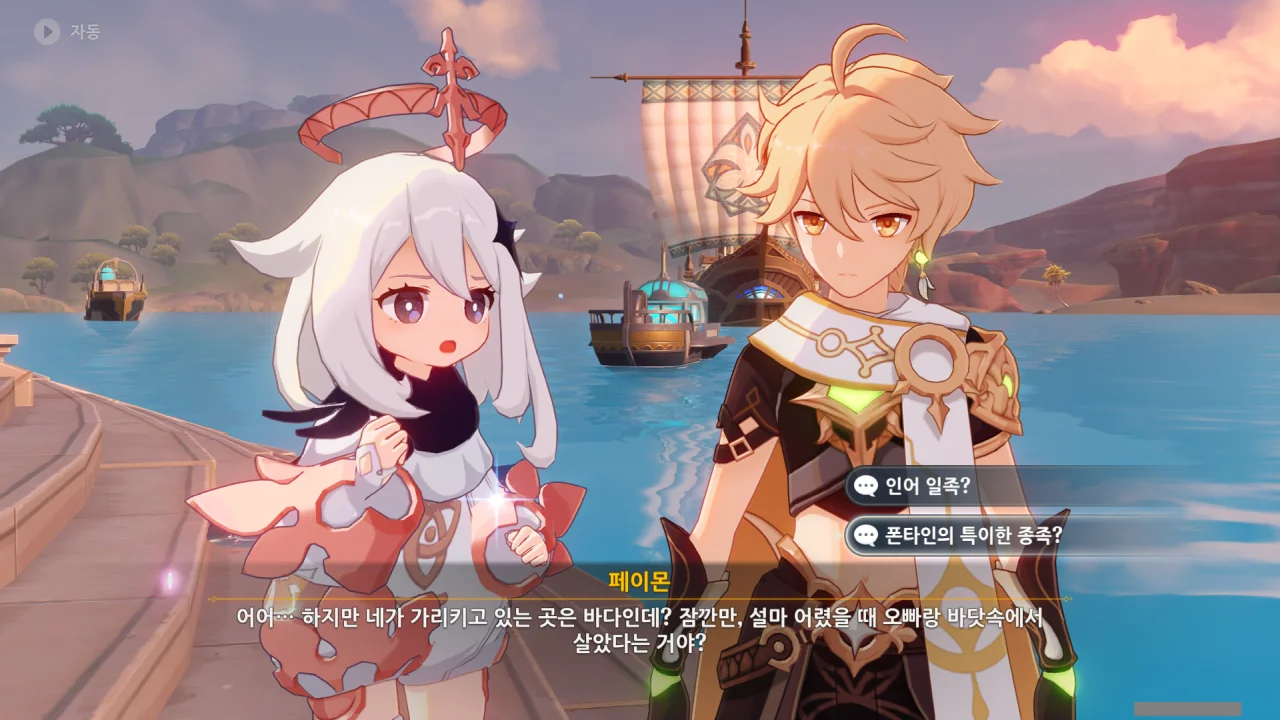 자동
인어 일족?
폰타인의 특이한 종족?
페이몬
어어… 하지만 네가 가리키고 있는 곳은 바다인데? 잠깐만, 설마 어렸을 때 오빠랑 바닷속에서
살았다는 거야?